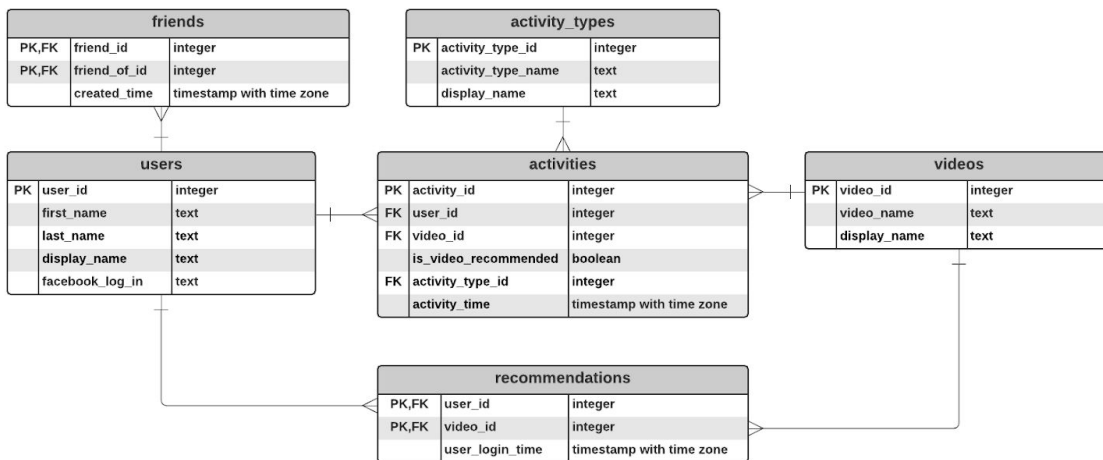 friends
PK,FK friend_id integer
PK,FK friend_of_id integer
created_time timestamp with time zone
activity_types
PK activity_type_id integer
activity_type_name text
display_name text
users
PK user_id integer
first_name text
last_name text
display_name text
facebook_log_in text
activities
PK activity_id integer
FK user_id integer
FK video_id integer
is_video_recommended boolean
FK activity_type_id integer
activity_time timestamp with time zone
videos
PK video_id integer
video_name text
display_name text
recommendations
PK,FK user_id integer
PK,FK video_id integer
user_login_time timestamp with time zone